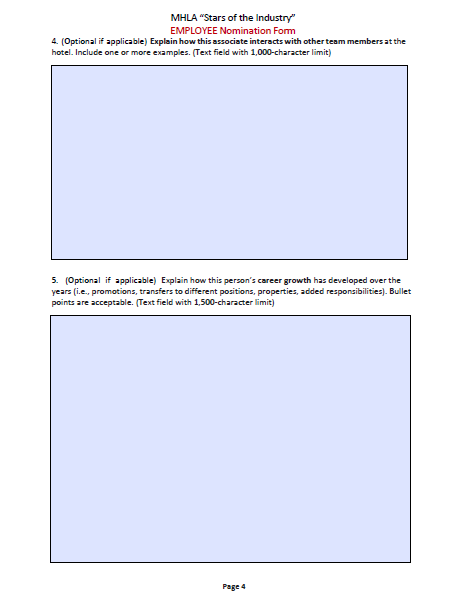 MHLA "Stars of the Industry"
EMPLOYEE Nomination Form
4. (Optional if applicable) Explain how this associate interacts with other team members at the
hotel. Include one or more examples. (Text field with 1,000-character limit)
5. (Optional if applicable) Explain how this person's career growth has developed over the
years (i.e., promotions, transfers to different positions, properties, added responsibilities). Bullet
points are acceptable. (Text field with 1,500-character limit)
Page 4